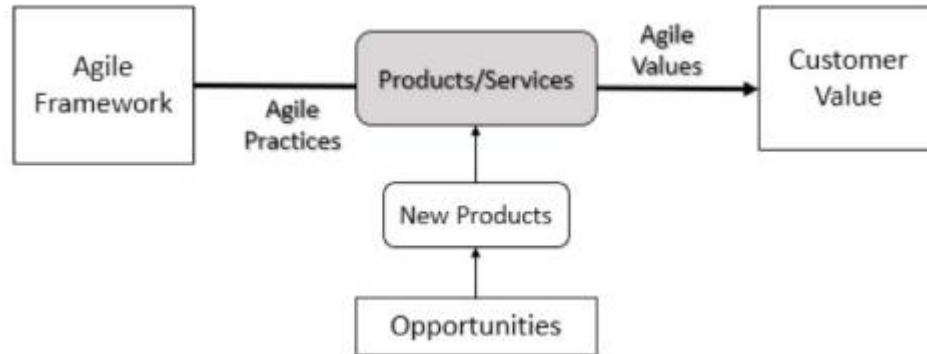 Agile
Framework
Agile
Practices
Products/Services
Agile
Values
Customer
Value
New Products
Opportunities